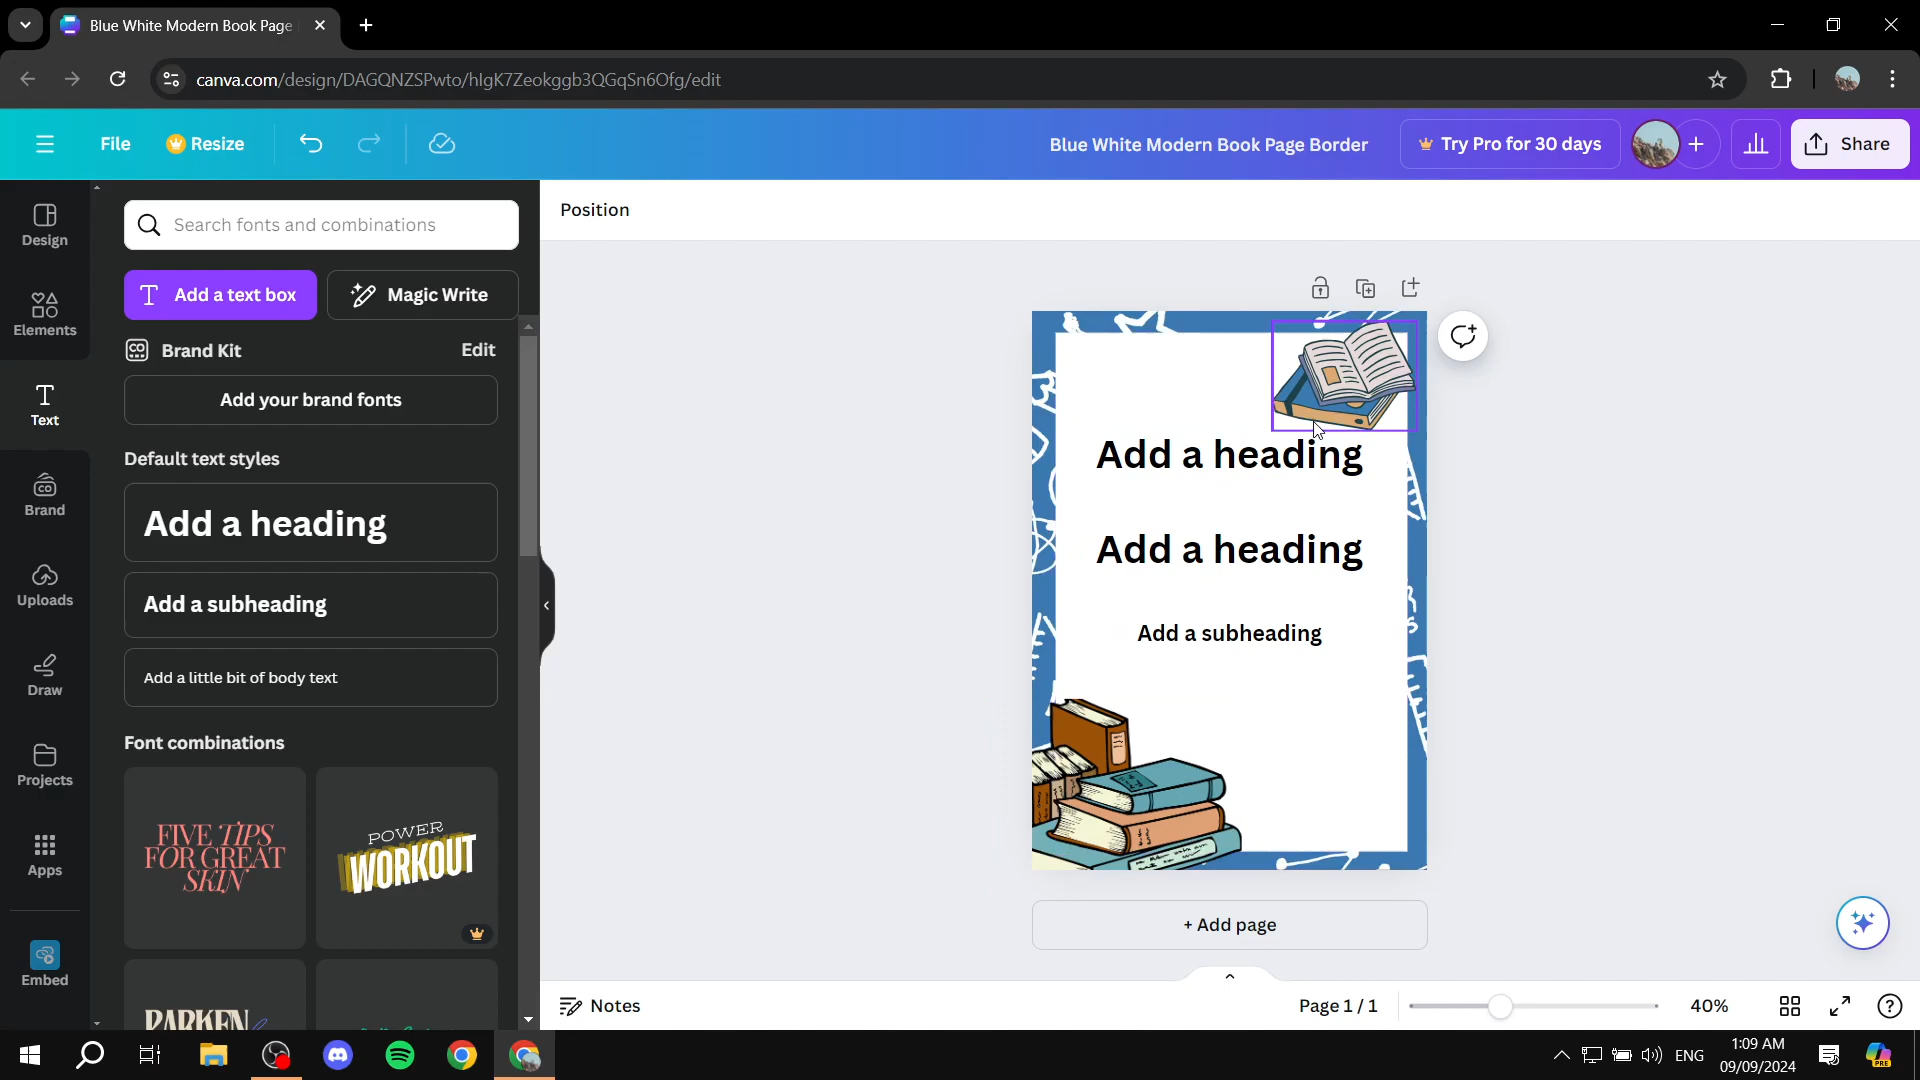 Blue White Modern Book Page
canva.com/design/DAGQNZSPwto/hlgK7Zeokggb3QGqSn6Ofg/edit
File
Resize
Blue White Modern Book Page Border
Try Pro for 30 days
Share
Design
Elements
Text
Brand
Uploads
Draw
Projects
Apps
Embed
Search fonts and combinations
Add a text box
Magic Write
Brand Kit
Edit
Add your brand fonts
Default text styles
Add a heading
Add a subheading
Add a little bit of body text
Font combinations
FIVE TIPS
FOR GREAT
SKIN
POWER
WORKOUT
PARKEN
Position
Add a heading
Add a heading
Add a subheading
+ Add page
Notes
Page 1 / 1
40%
ENG
1:09 AM
09/09/2024
PRE